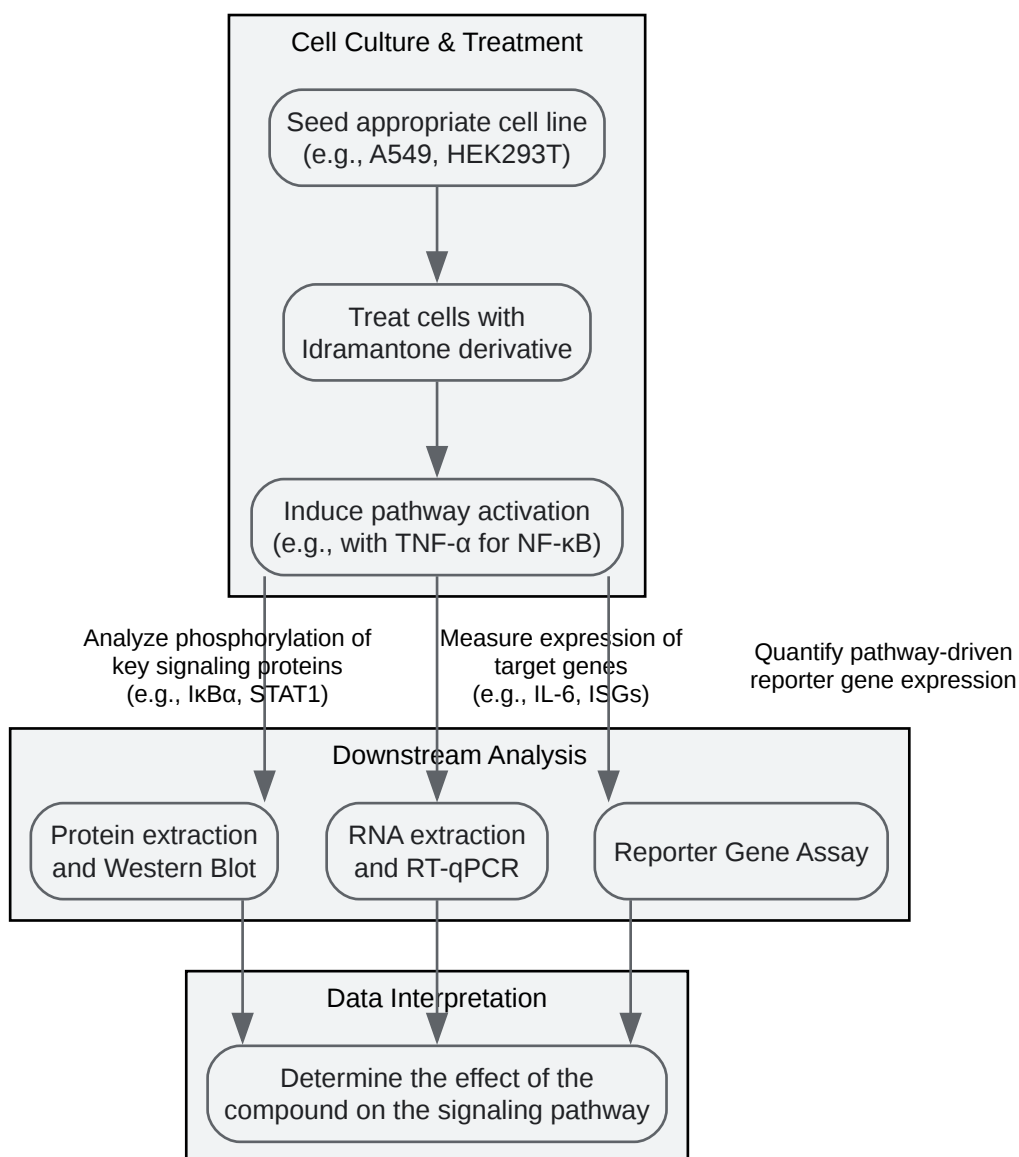 Cell Culture & Treatment
Seed appropriate cell line
(e.g., A549, HEK293T)
Treat cells with
Idramantone derivative
Induce pathway activation
(e.g., with TNF-α for NF-κB)
Analyze phosphorylation of
key signaling proteins
(e.g., IκBα, STAT1)
Measure expression of
target genes
(e.g., IL-6, ISGs)
Quantify pathway-driven
reporter gene expression
Downstream Analysis
Protein extraction
and Western Blot
RNA extraction
and RT-qPCR
Reporter Gene Assay
Data Interpretation
Determine the effect of the
compound on the signaling pathway